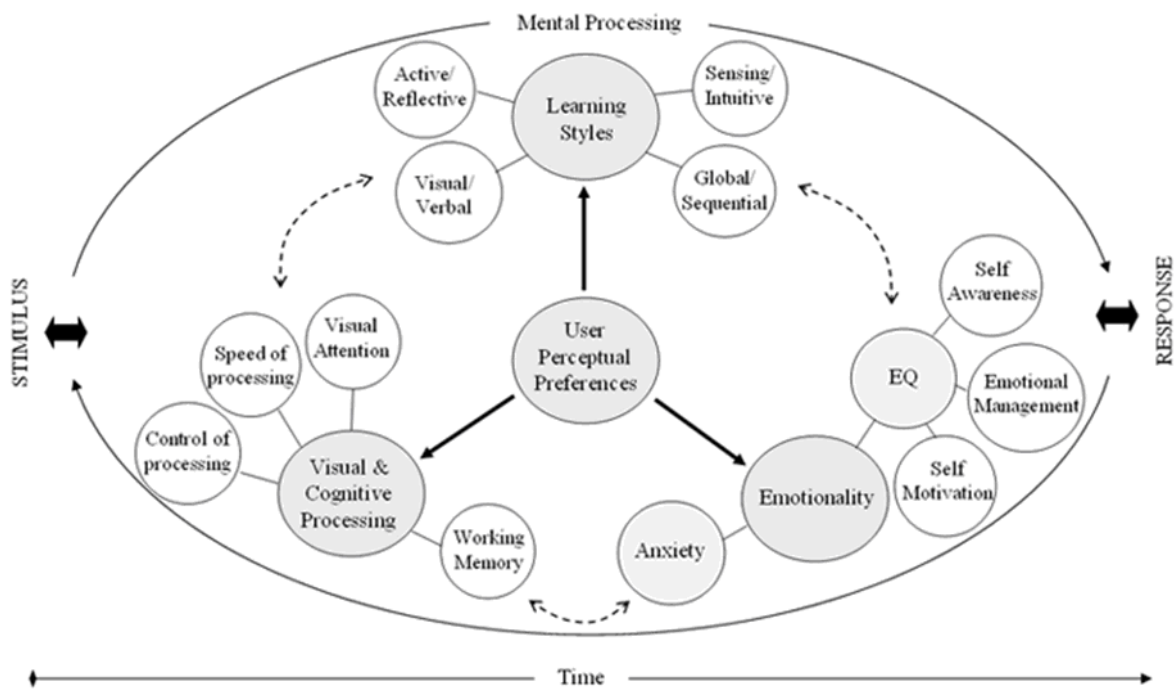 Mental Processing
Active/
Reflective
Learning
Styles
Sensing/
Intuitive
Visual/
Verbal
Global/
Sequential
STIMULUS
RESPONSE
Self
Awareness
Visual
Attention
Speed of
processing
User
Perceptual
Preferences
EQ
Emotional
Management
Control of
processing
Visual &
Cognitive
Processing
Emotionality
Self
Motivation
Working
Memory
Anxiety
Time